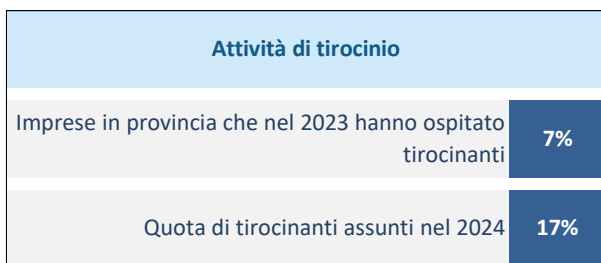 Attività di tirocinio
Imprese in provincia che nel 2023 hanno ospitato
tirocinanti
7%
Quota di tirocinanti assunti nel 2024
17%